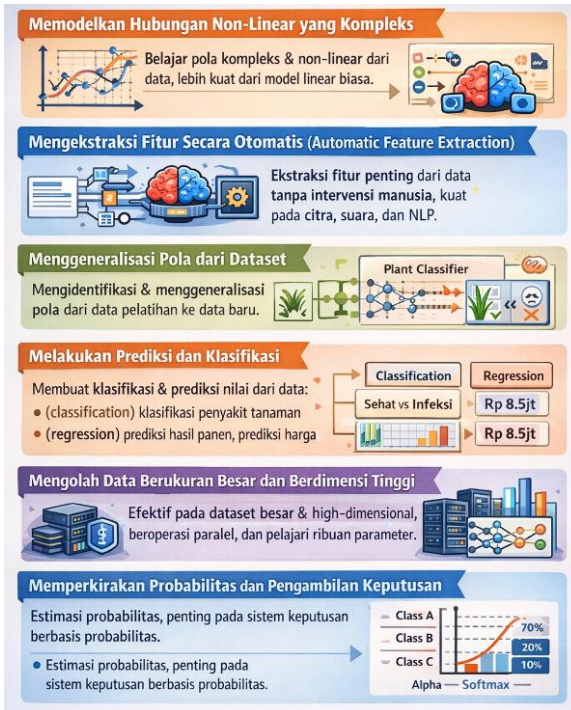 Memodelkan Hubungan Non-Linear yang Kompleks
Belajar pola kompleks & non-linear dari
data, lebih kuat dari model linear biasa.
Mengekstraksi Fitur Secara Otomatis (Automatic Feature Extraction)
Ekstraksi fitur penting dari data
tanpa intervensi manusia, kuat
pada citra, suara, dan NLP.
Menggeneralisasi Pola dari Dataset
Mengidentifikasi & menggeneralisasi
pola dari data pelatihan ke data baru.
Plant Classifier
Melakukan Prediksi dan Klasifikasi
Membuat klasifikasi & prediksi nilai dari data:
• (classification) klasifikasi penyakit tanaman
• (regression) prediksi hasil panen, prediksi harga
Classification
Regression
Sehat vs Infeksi
Rp 8.5jt
Rp 8.5jt
Mengolah Data Berukuran Besar dan Berdimensi Tinggi
Efektif pada dataset besar & high-dimensional,
beroperasi paralel, dan pelajari ribuan parameter.
Memperkirakan Probabilitas dan Pengambilan Keputusan
Estimasi probabilitas, penting pada sistem keputusan
berbasis probabilitas.
• Estimasi probabilitas, penting pada
sistem keputusan berbasis probabilitas.
Class A
Class B
Class C
70%
20%
10%
Alpha — Softmax